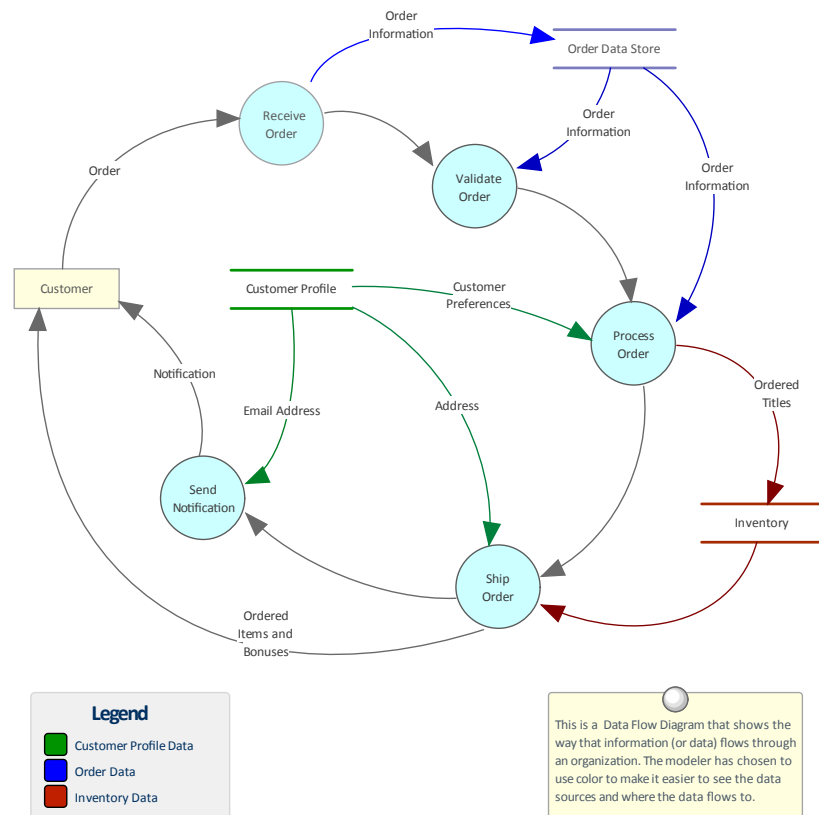 Order
Information
Order Data Store
Receive
Order
Order
Information
Validate
Order
Order
Information
Order
Customer
Customer Profile
Customer
Preferences
Process
Order
Notification
Email Address
Address
Ordered
Titles
Send
Notification
Inventory
Ship
Order
Ordered
Items and
Bonuses
Legend
Customer Profile Data
Order Data
Inventory Data
This is a Data Flow Diagram that shows the
way that information (or data) flows through
an organization. The modeler has chosen to
use color to make it easier to see the data
sources and where the data flows to.